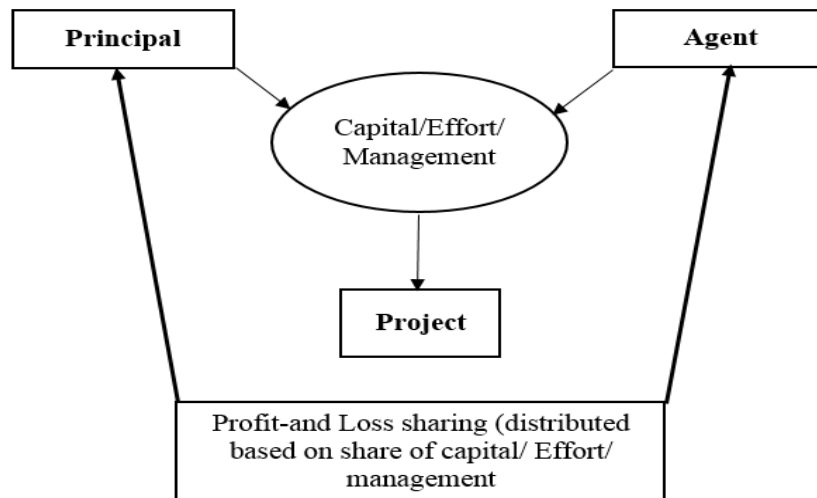 Principal
Agent
Capital/Effort/
Management
Project
Profit-and Loss sharing (distributed
based on share of capital/ Effort/
management